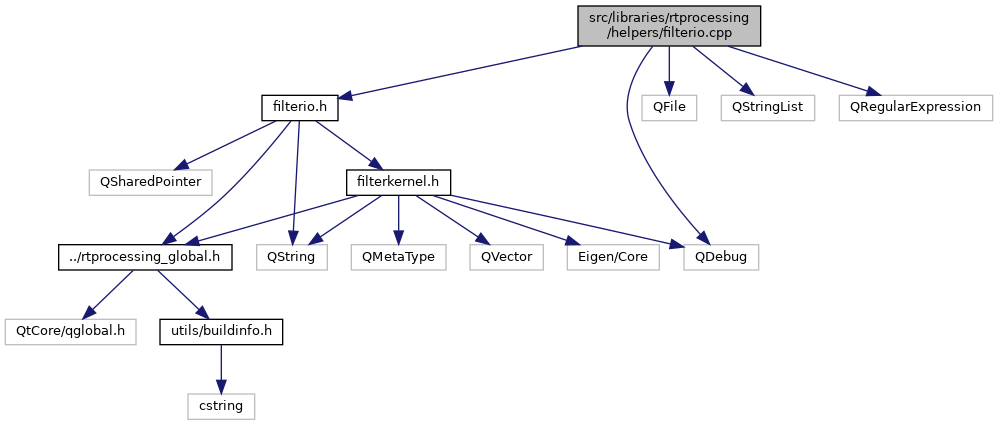 src/libraries/rtprocessing
/helpers/filterio.cpp
filterio.h
QFile
QStringList
QRegularExpression
QSharedPointer
filterkernel.h
../rtprocessing_global.h
QString
QMetaType
QVector
Eigen/Core
QDebug
QtCore/qglobal.h
utils/buildinfo.h
cstring